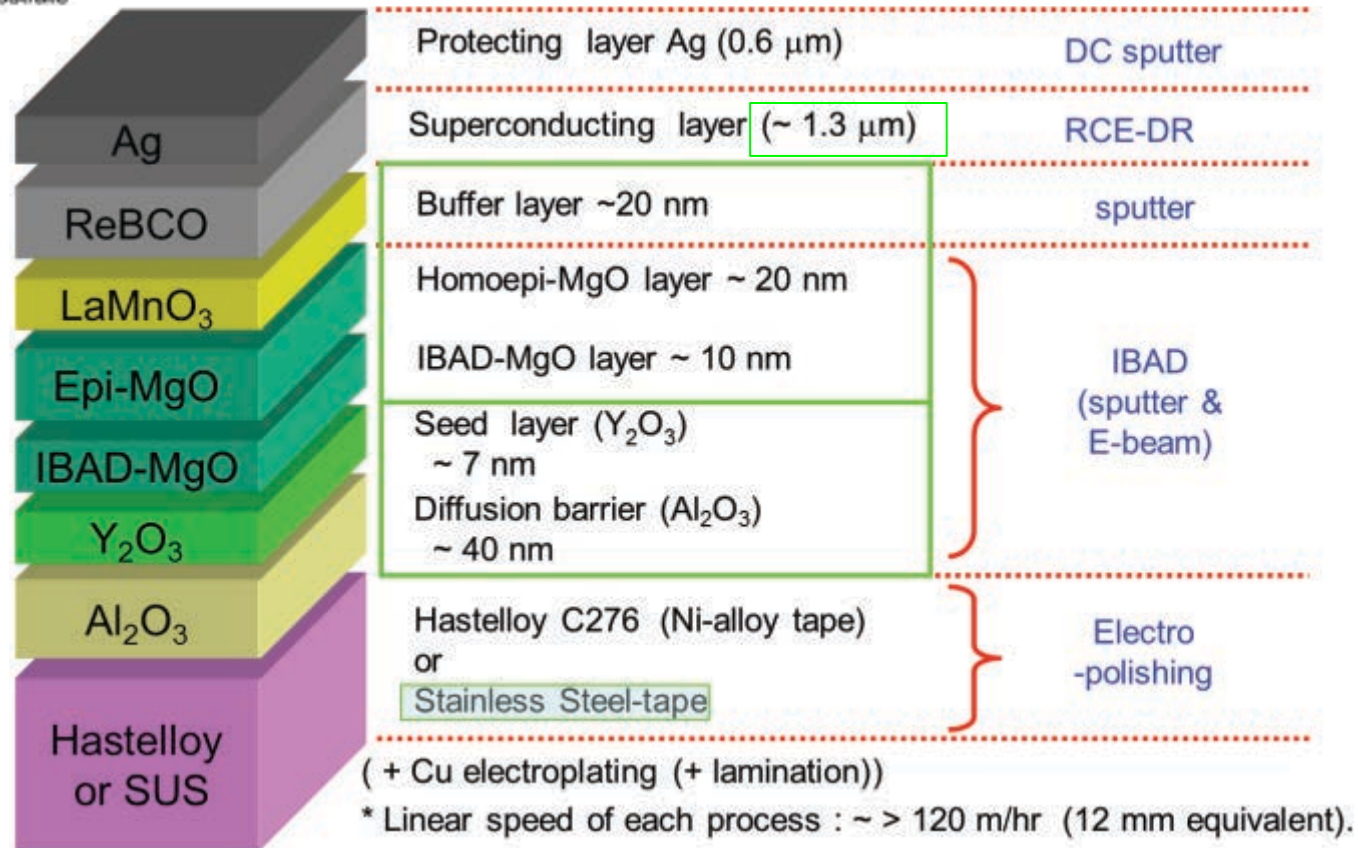 Protecting layer Ag (0.6 μm)
DC sputter
Superconducting layer (~ 1.3 μm)
RCE-DR
Ag
Buffer layer ~20 nm
sputter
ReBCO
Homoepi-MgO layer ~ 20 nm
LaMnO₃
IBAD-MgO layer ~ 10 nm
IBAD
(sputter &
E-beam)
Epi-MgO
Seed layer (Y₂O₃)
~ 7 nm
IBAD-MgO
Diffusion barrier (Al₂O₃)
~ 40 nm
Y₂O₃
Al₂O₃
Hastelloy C276 (Ni-alloy tape)
or
Stainless Steel-tape
Electro
-polishing
Hastelloy
or SUS
( + Cu electroplating (+ lamination))
* Linear speed of each process : ~ > 120 m/hr (12 mm equivalent).